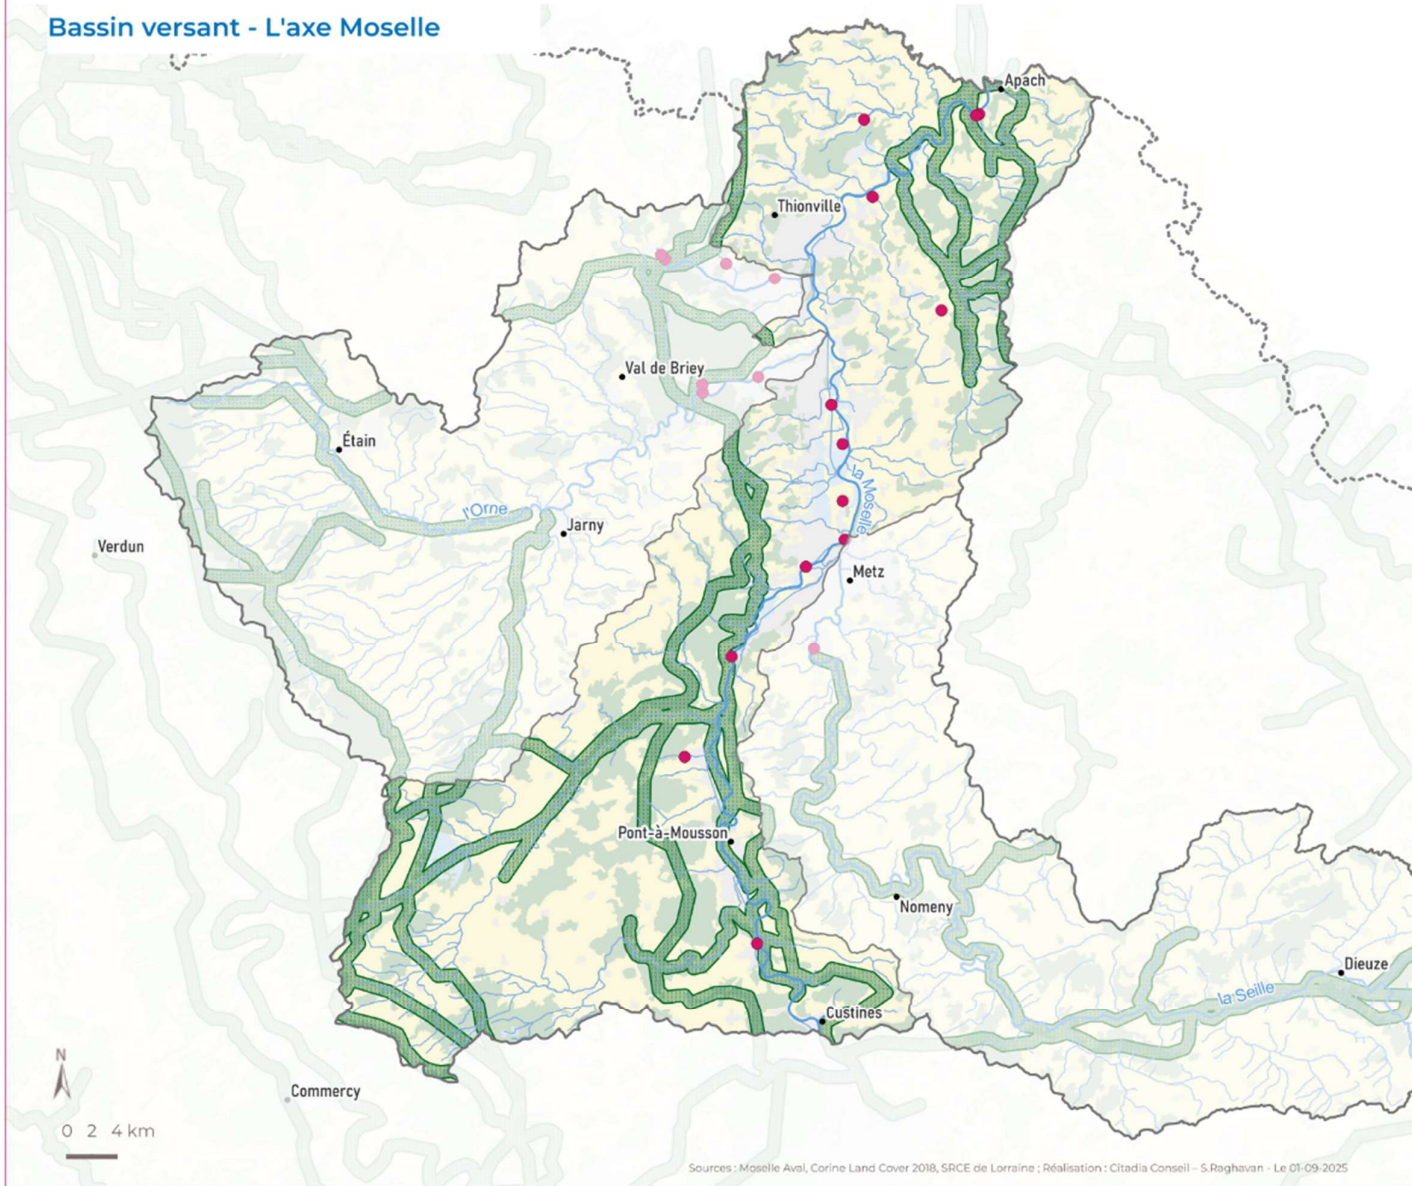 Bassin versant - L'axe Moselle
Apach
Thionville
Val de Briey
Étain
l'Orne
la Moselle
Jarny
Verdun
Metz
Pont-à-Mousson
Nomeny
Dieuze
la Seille
Custines
N
Commercy
0 2 4 km
Sources : Moselle Aval, Corine Land Cover 2018, SRCE de Lorraine ; Réalisation : Citadia Conseil – S.Raghavan - Le 01-09-2025